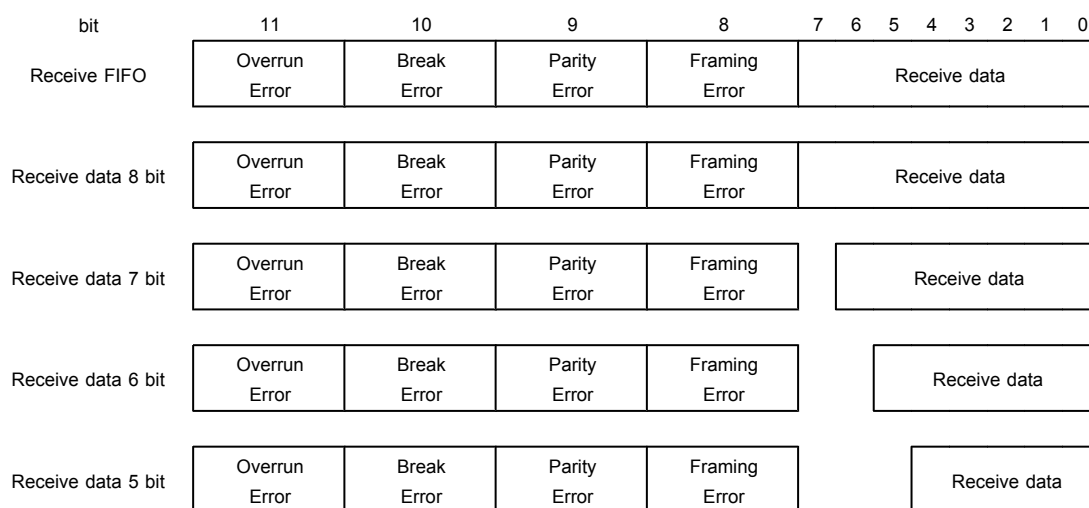 bit 11 10 9 8 7 6 5 4 3 2 1 0
Receive FIFO Overrun Error Break Error Parity Error Framing Error Receive data
Receive data 8 bit Overrun Error Break Error Parity Error Framing Error Receive data
Receive data 7 bit Overrun Error Break Error Parity Error Framing Error Receive data
Receive data 6 bit Overrun Error Break Error Parity Error Framing Error Receive data
Receive data 5 bit Overrun Error Break Error Parity Error Framing Error Receive data